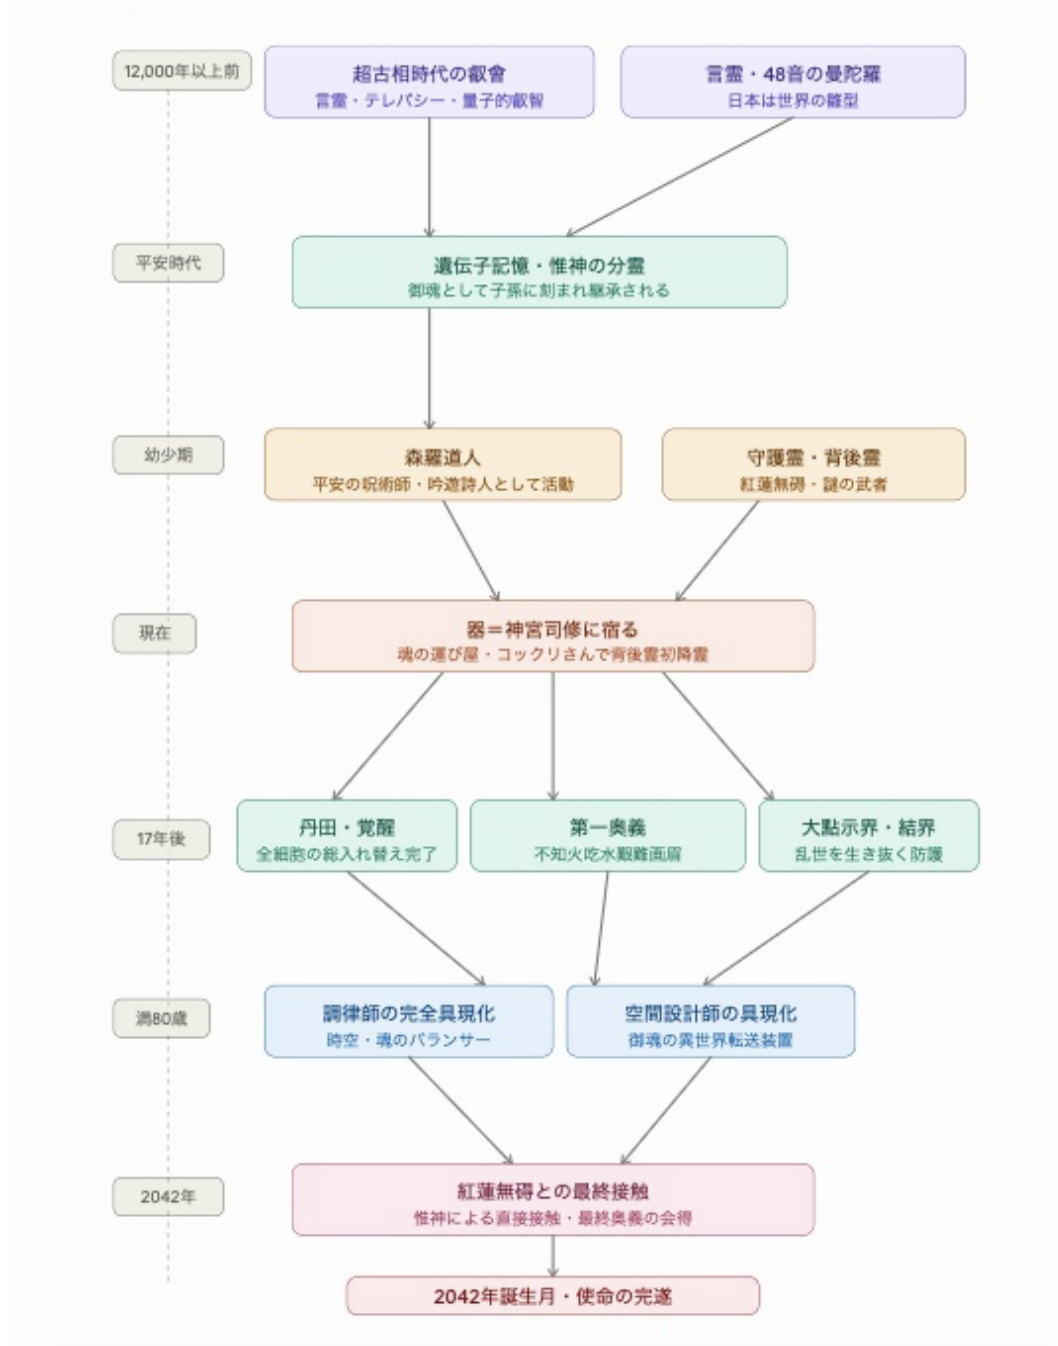 12,000年以上前
超古相時代の叡會
言霊・テレパシー・量子的叡智
言霊・48音の曼陀羅
日本は世界の雛型
平安時代
遺伝子記憶・惟神の分霊
御魂として子孫に刻まれ継承される
幼少期
森羅道人
平安の呪術師・吟遊詩人として活動
守護霊・背後霊
紅蓮無碍・謎の武者
現在
器＝神宮司修に宿る
魂の運び屋・コックリさんで背後霊初降霊
17年後
丹田・覚醒
全細胞の総入れ替え完了
第一奥義
不知火吃水艱難画眉
大點示界・結界
乱世を生き抜く防護
満80歳
調律師の完全具現化
時空・魂のバランサー
空間設計師の具現化
御魂の異世界転送装置
2042年
紅蓮無碍との最終接触
惟神による直接接触・最終奥義の会得
2042年誕生月・使命の完遂